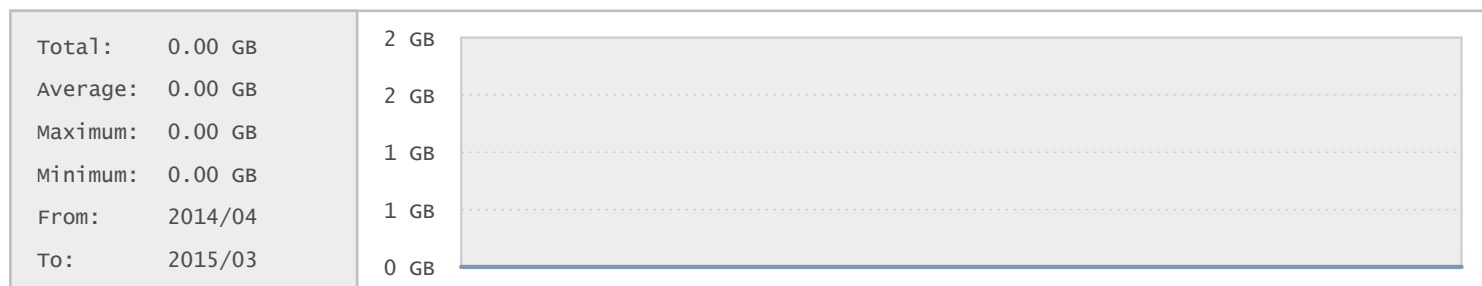 Total: 0.00 GB
Average: 0.00 GB
Maximum: 0.00 GB
Minimum: 0.00 GB
From: 2014/04
To: 2015/03
2 GB
2 GB
1 GB
1 GB
0 GB